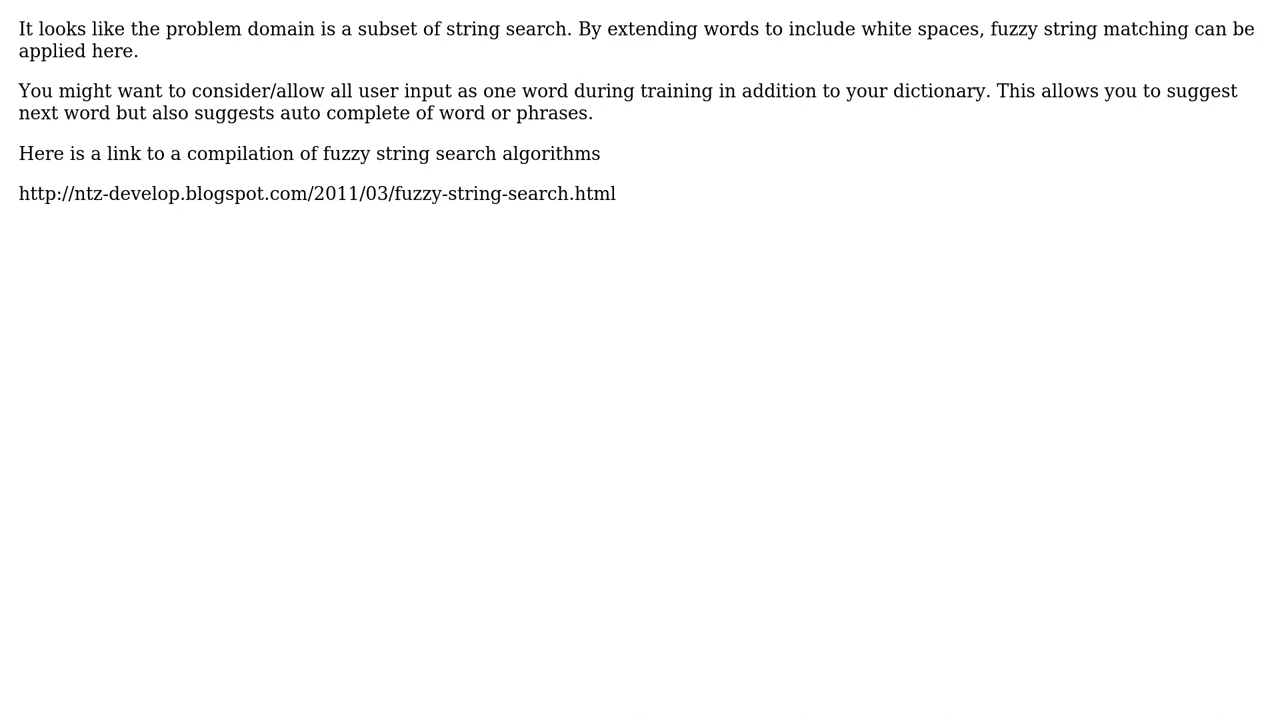 It looks like the problem domain is a subset of string search. By extending words to include white spaces, fuzzy string matching can be
applied here.
You might want to consider/allow all user input as one word during training in addition to your dictionary. This allows you to suggest
next word but also suggests auto complete of word or phrases.
Here is a link to a compilation of fuzzy string search algorithms
http://ntz-develop.blogspot.com/2011/03/fuzzy-string-search.html